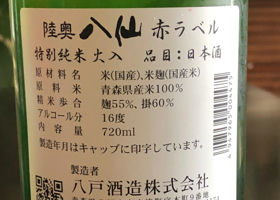 陸奥 八仙 赤ラベル
特別純米 火入 品目:日本酒
原材料名 米(国産)、米麹(国産米)
原料米 青森県産米100%
精米歩合 麹55%、掛60%
アルコール分 16度
内容量 720ml
※製造年月はキャップに印字しています。
製造者
八戸酒造株式会社